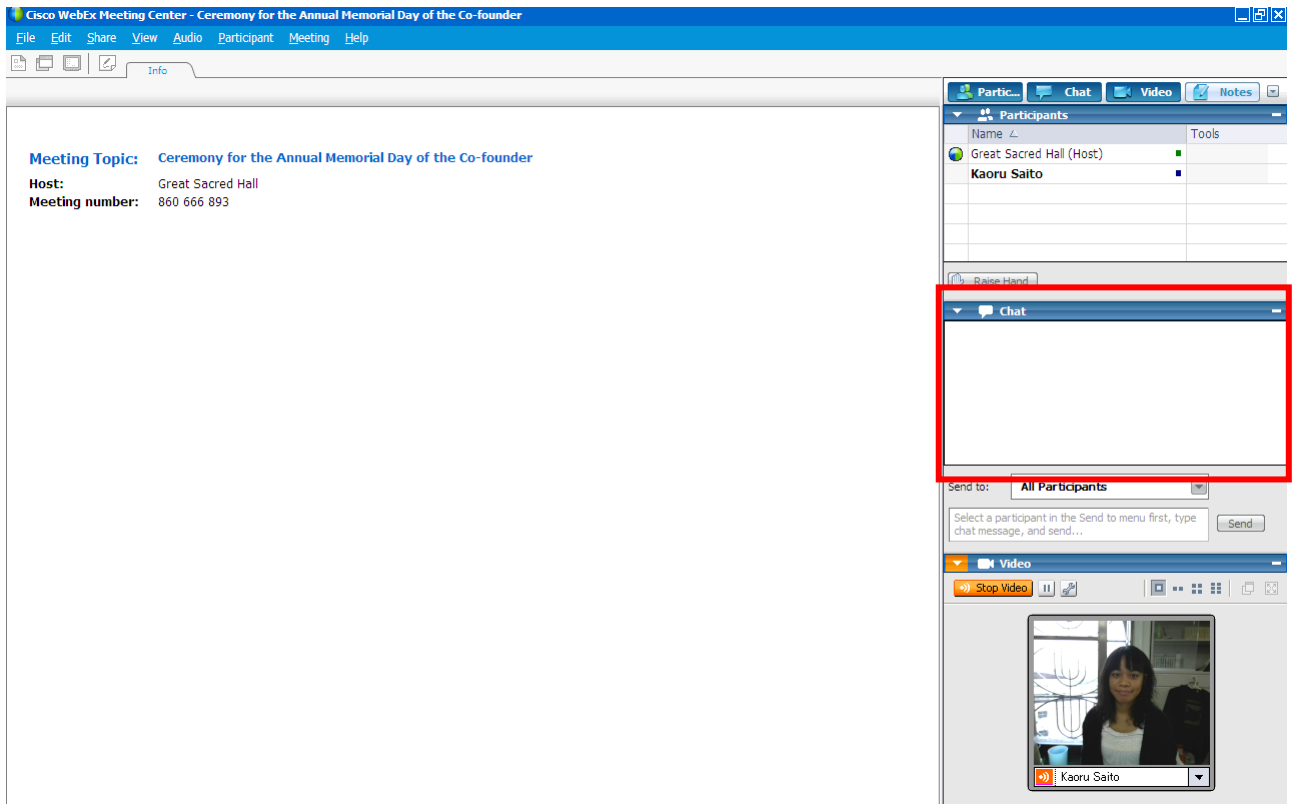 Cisco WebEx Meeting Center - Ceremony for the Annual Memorial Day of the Co-founder
File Edit Share View Audio Participant Meeting Help
Info
Partic... Chat Video Notes
Participants
Name Tools
Meeting Topic: Ceremony for the Annual Memorial Day of the Co-founder
Great Sacred Hall (Host)
Kaoru Saito
Host: Great Sacred Hall
Meeting number: 860 666 893
Raise Hand
Chat
Send to: All Participants
Select a participant in the Send to menu first, type
chat message, and send...
Send
Video
Stop Video
Kaoru Saito